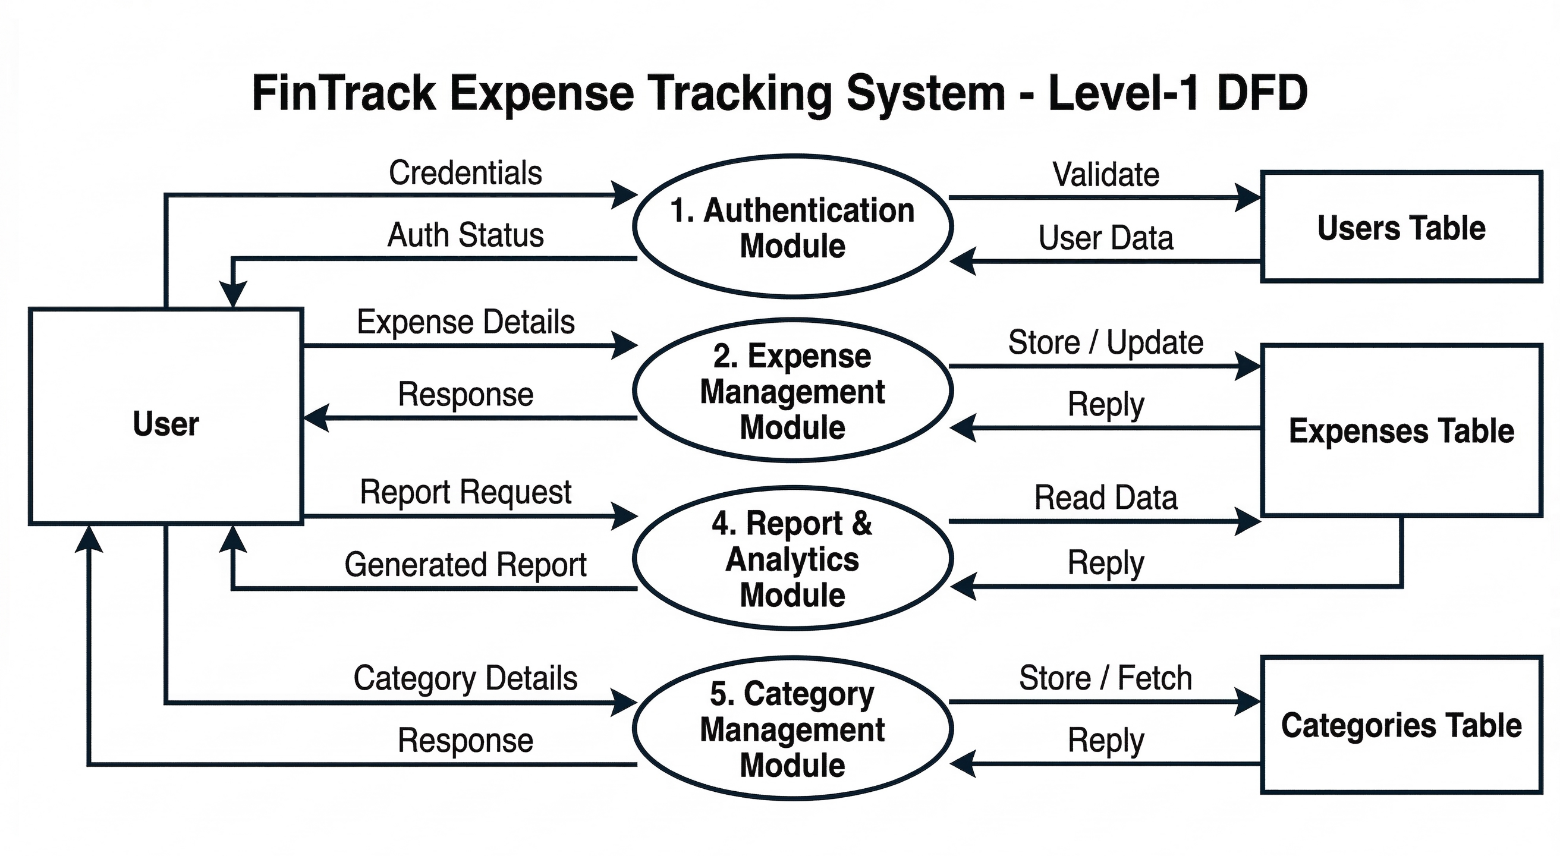 FinTrack Expense Tracking System - Level-1 DFD
Credentials
Auth Status
1. Authentication
Module
Validate
User Data
Users Table
User
Expense Details
Response
2. Expense
Management
Module
Store / Update
Reply
Expenses Table
Report Request
Generated Report
4. Report &
Analytics
Module
Read Data
Reply
Category Details
Response
5. Category
Management
Module
Store / Fetch
Reply
Categories Table